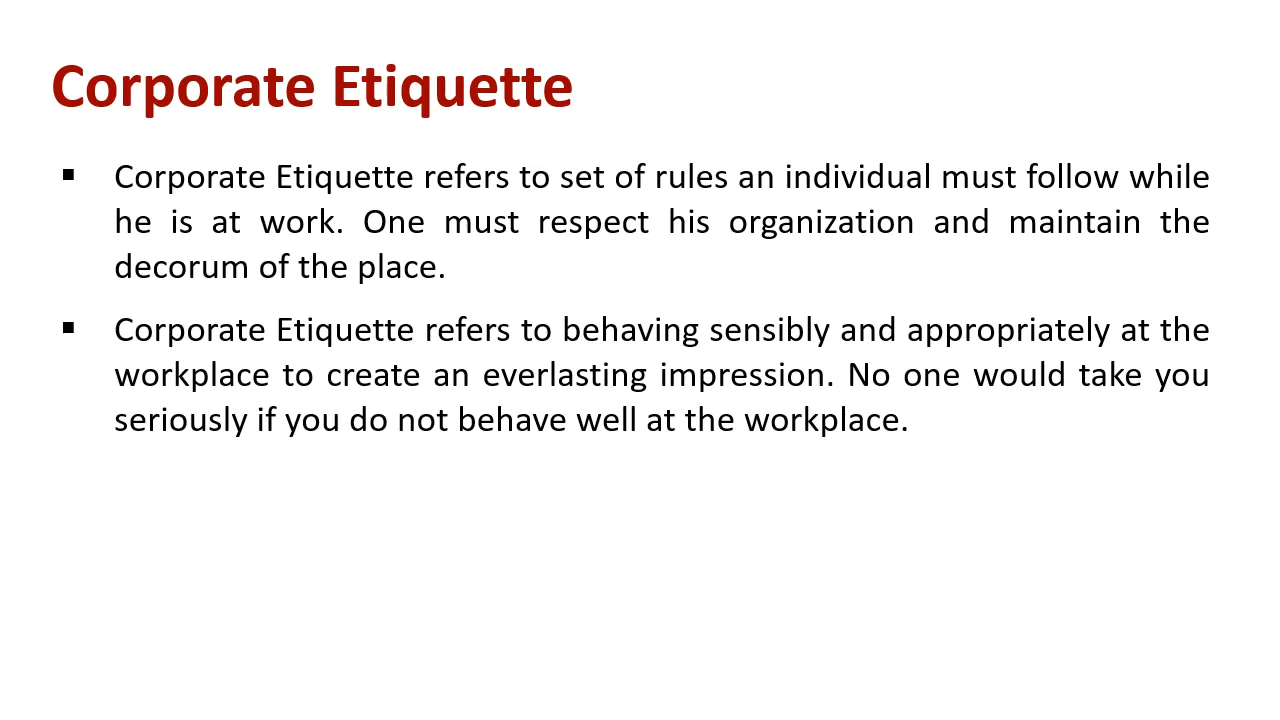 Corporate Etiquette
▪ Corporate Etiquette refers to set of rules an individual must follow while
he is at work. One must respect his organization and maintain the
decorum of the place.
▪ Corporate Etiquette refers to behaving sensibly and appropriately at the
workplace to create an everlasting impression. No one would take you
seriously if you do not behave well at the workplace.